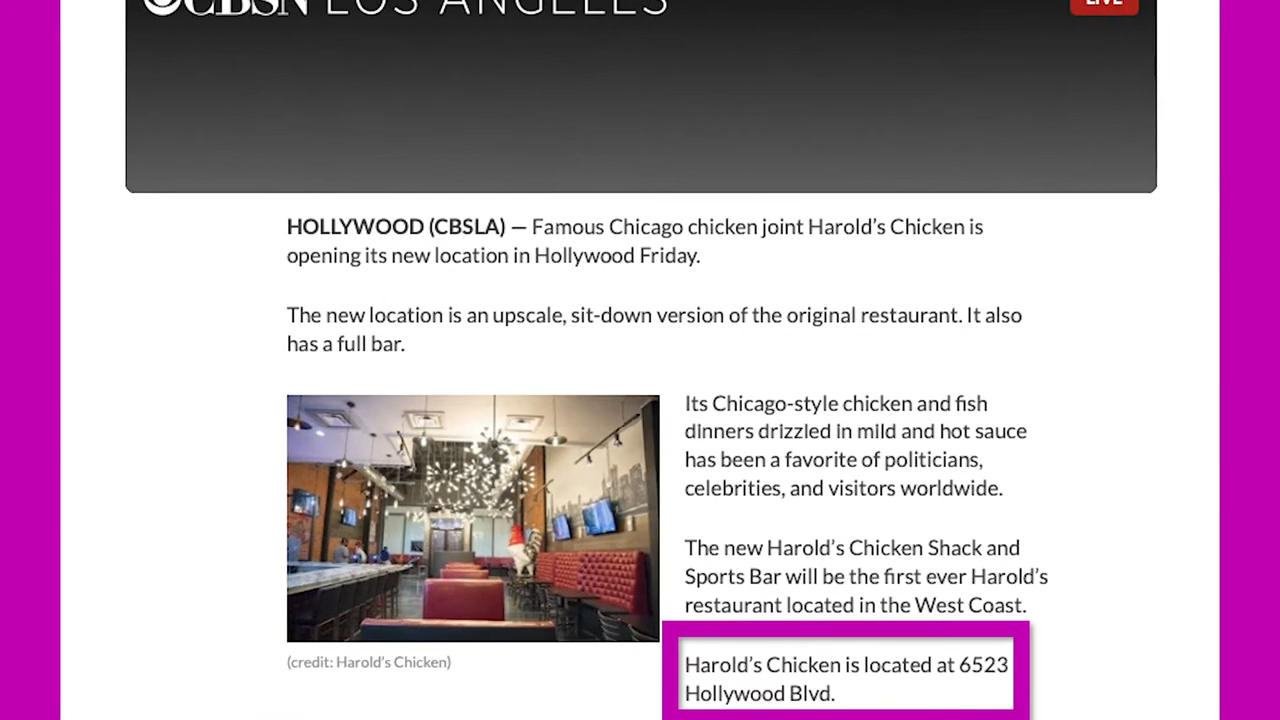 CBSN LOS ANGELES
LIVE
HOLLYWOOD (CBSLA) — Famous Chicago chicken joint Harold’s Chicken is
opening its new location in Hollywood Friday.
The new location is an upscale, sit-down version of the original restaurant. It also
has a full bar.
Its Chicago-style chicken and fish
dinners drizzled in mild and hot sauce
has been a favorite of politicians,
celebrities, and visitors worldwide.
The new Harold’s Chicken Shack and
Sports Bar will be the first ever Harold’s
restaurant located in the West Coast.
(credit: Harold’s Chicken)
Harold’s Chicken is located at 6523
Hollywood Blvd.